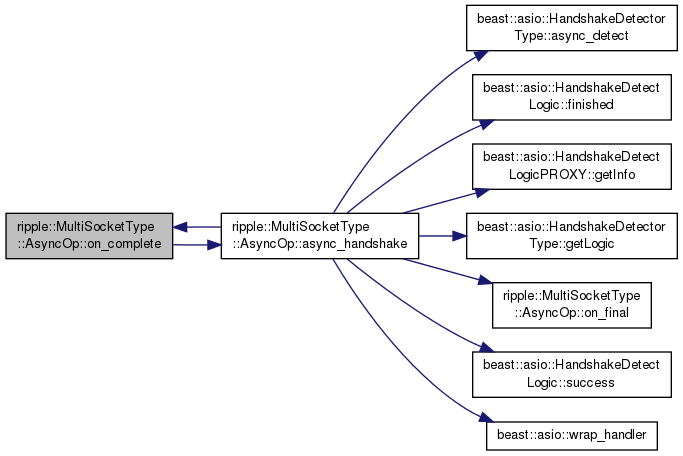 ripple::MultiSocketType
::AsyncOp::on_complete
ripple::MultiSocketType
::AsyncOp::async_handshake
beast::asio::HandshakeDetector
Type::async_detect
beast::asio::HandshakeDetect
Logic::finished
beast::asio::HandshakeDetect
LogicPROXY::getInfo
beast::asio::HandshakeDetector
Type::getLogic
ripple::MultiSocketType
::AsyncOp::on_final
beast::asio::HandshakeDetect
Logic::success
beast::asio::wrap_handler